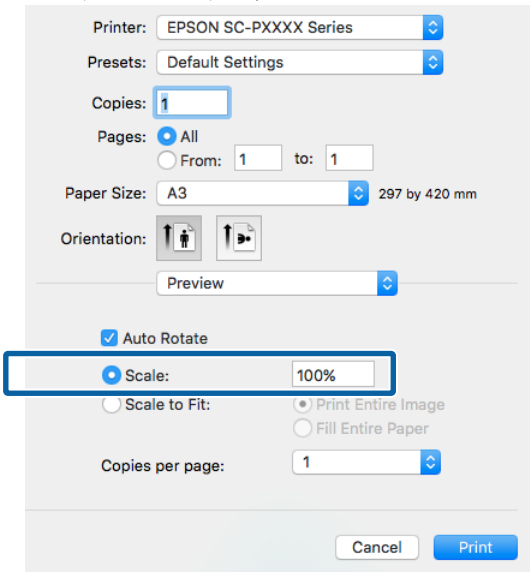 Printer: EPSON SC-PXXXX Series
Presets: Default Settings
Copies: 1
Pages: All
From: 1 to: 1
Paper Size: A3 297 by 420 mm
Orientation:
Preview
Auto Rotate
Scale: 100%
Scale to Fit: Print Entire Image
Fill Entire Paper
Copies per page: 1
Cancel Print